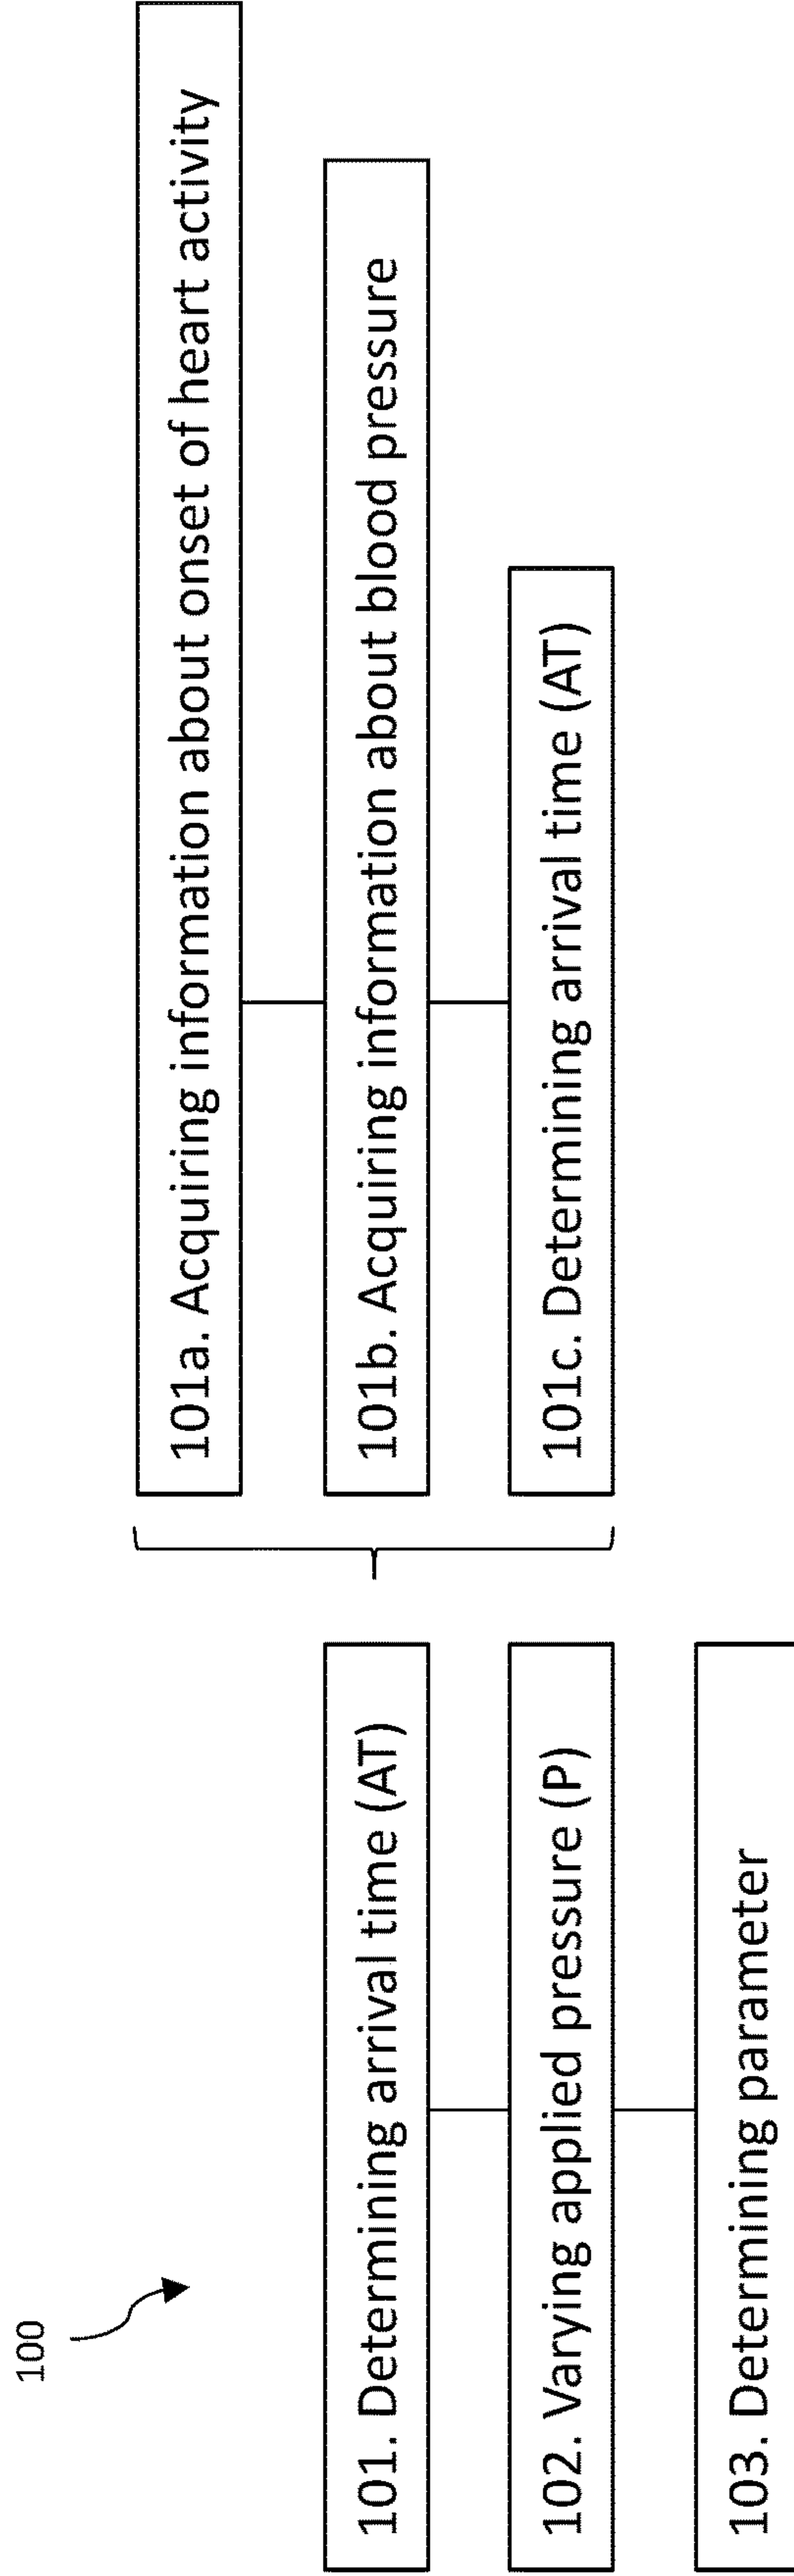 100
101. Determining arrival time (AT)
102. Varying applied pressure (P)
103. Determining parameter
101a. Acquiring information about onset of heart activity
101b. Acquiring information about blood pressure
101c. Determining arrival time (AT)